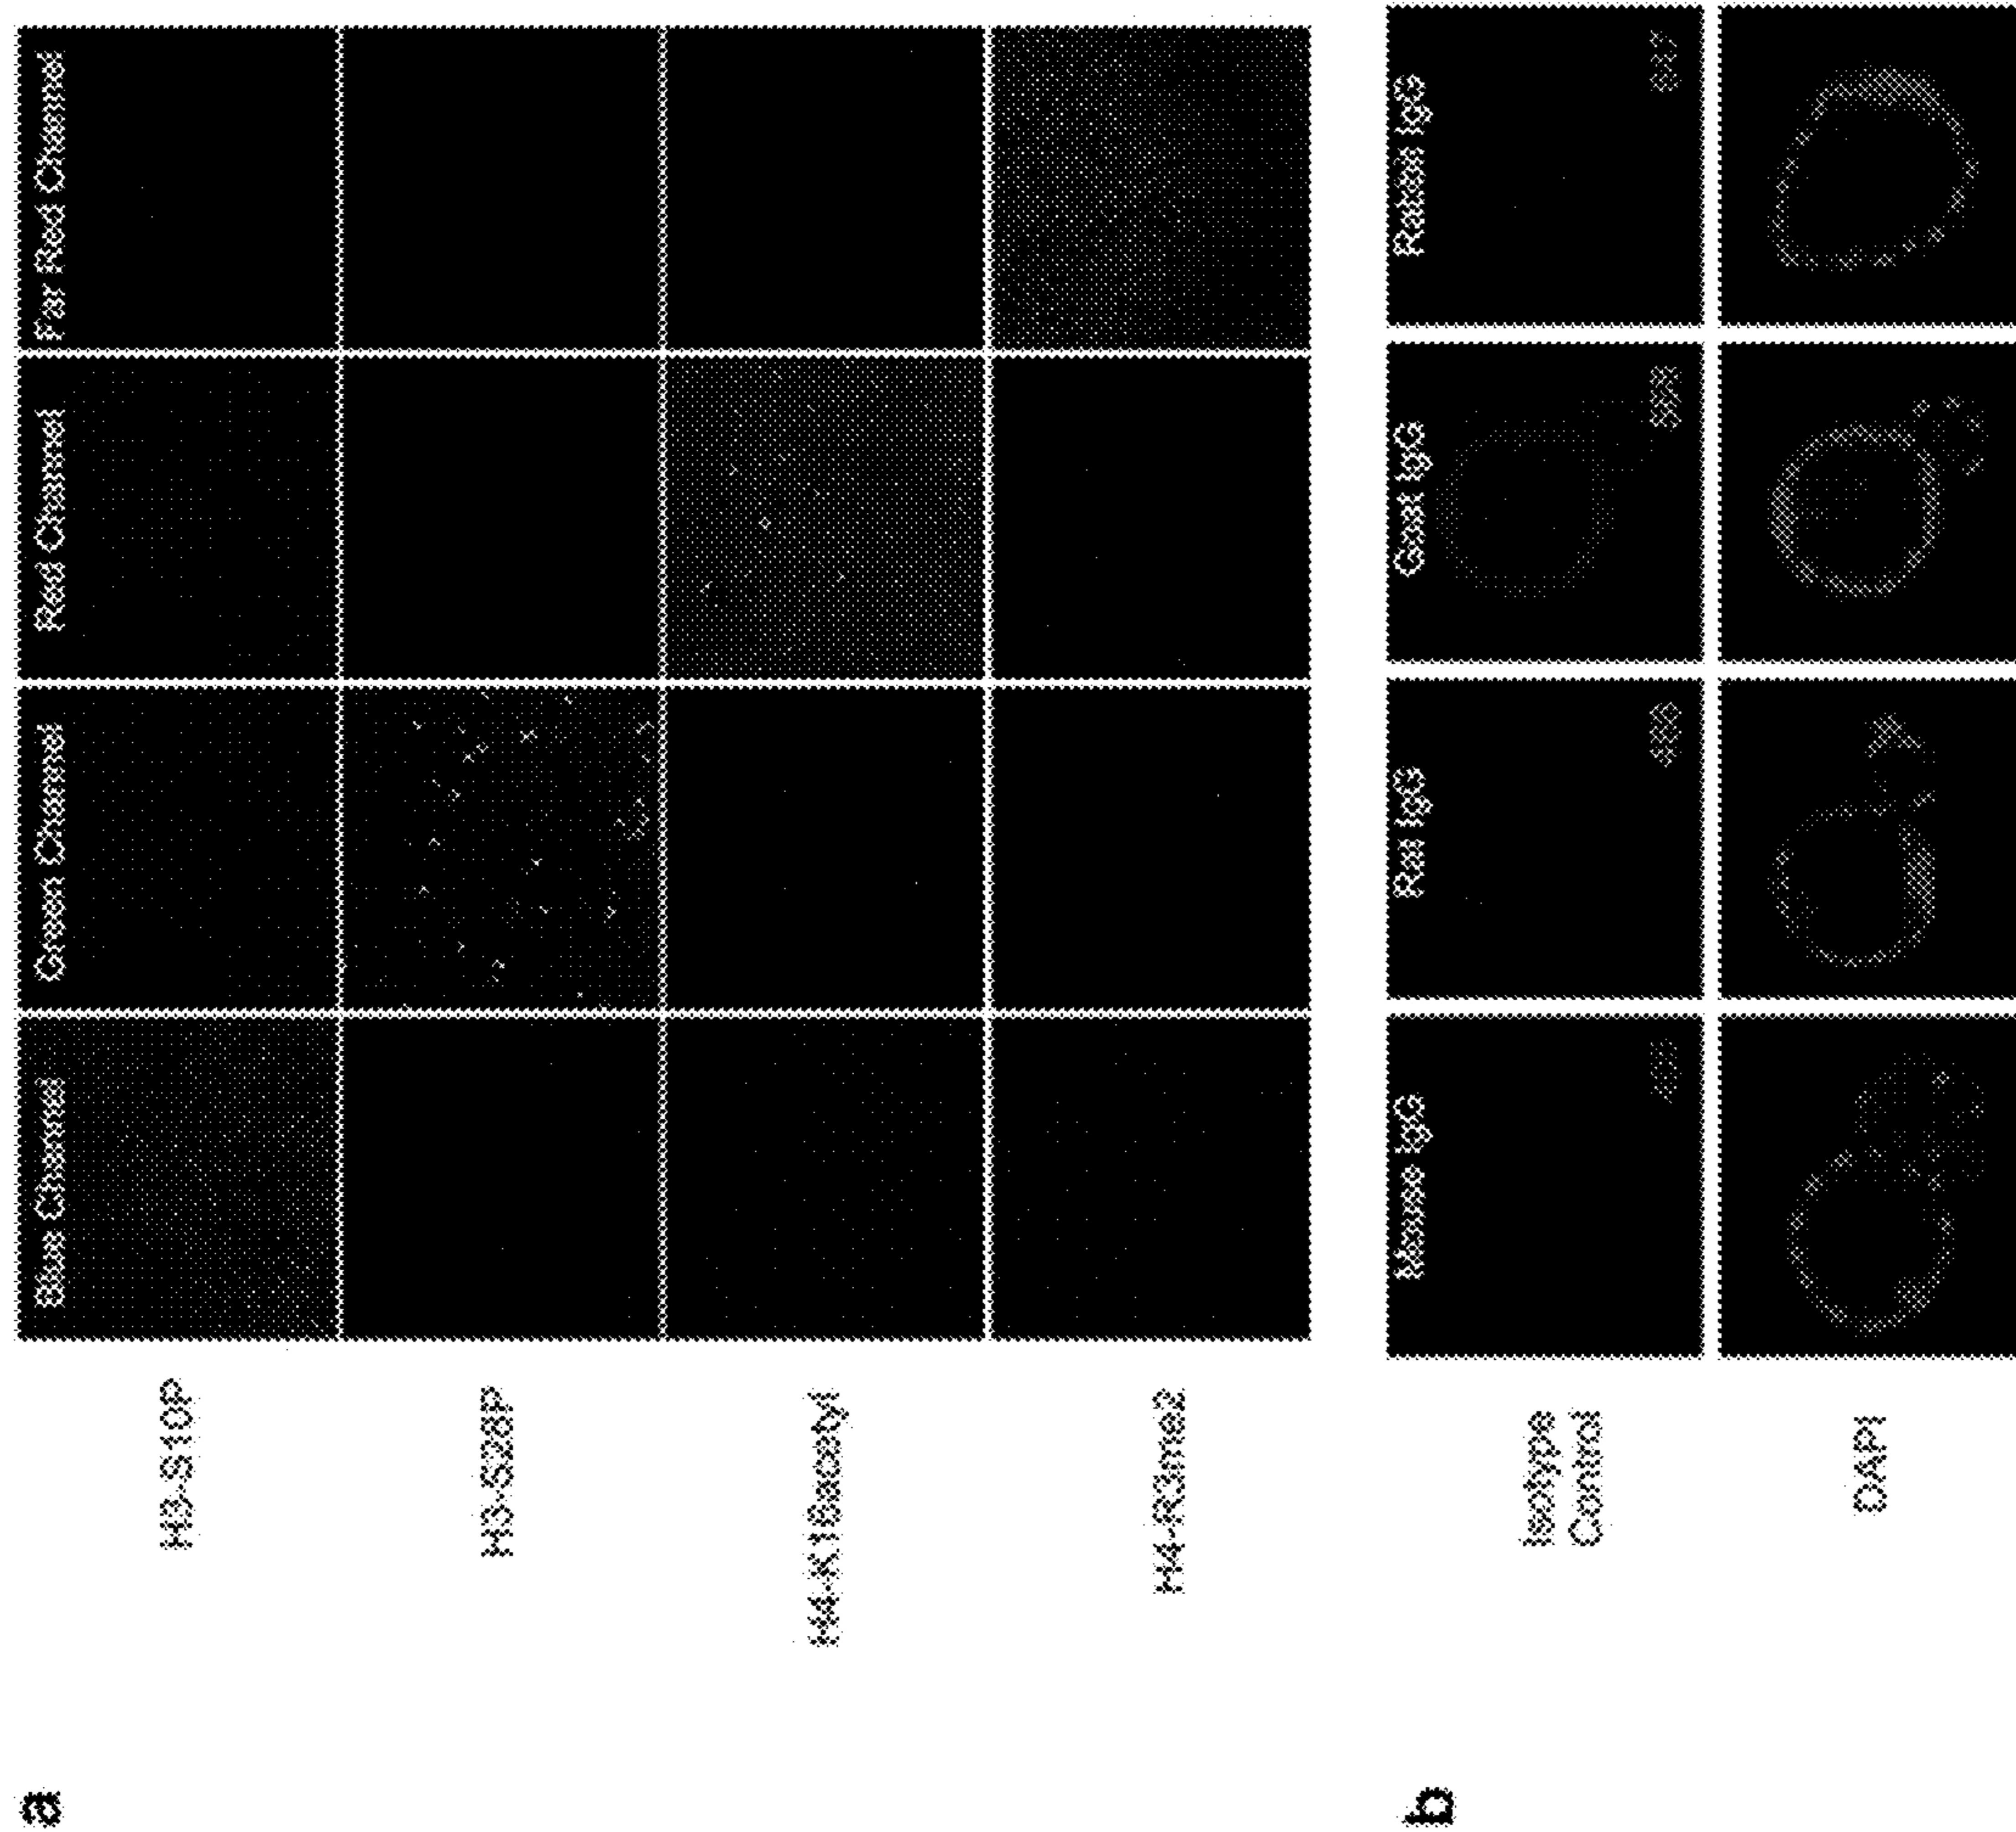 a
Blue Channel
Green Channel
Red Channel
Far Red Channel
H3-S10P
H3-S28P
H4-K16acetyl
H4-R3me2
b
Mouse IgG
Rat IgG
Goat IgG
Rabbit IgG
Isotype
Control
DAPI